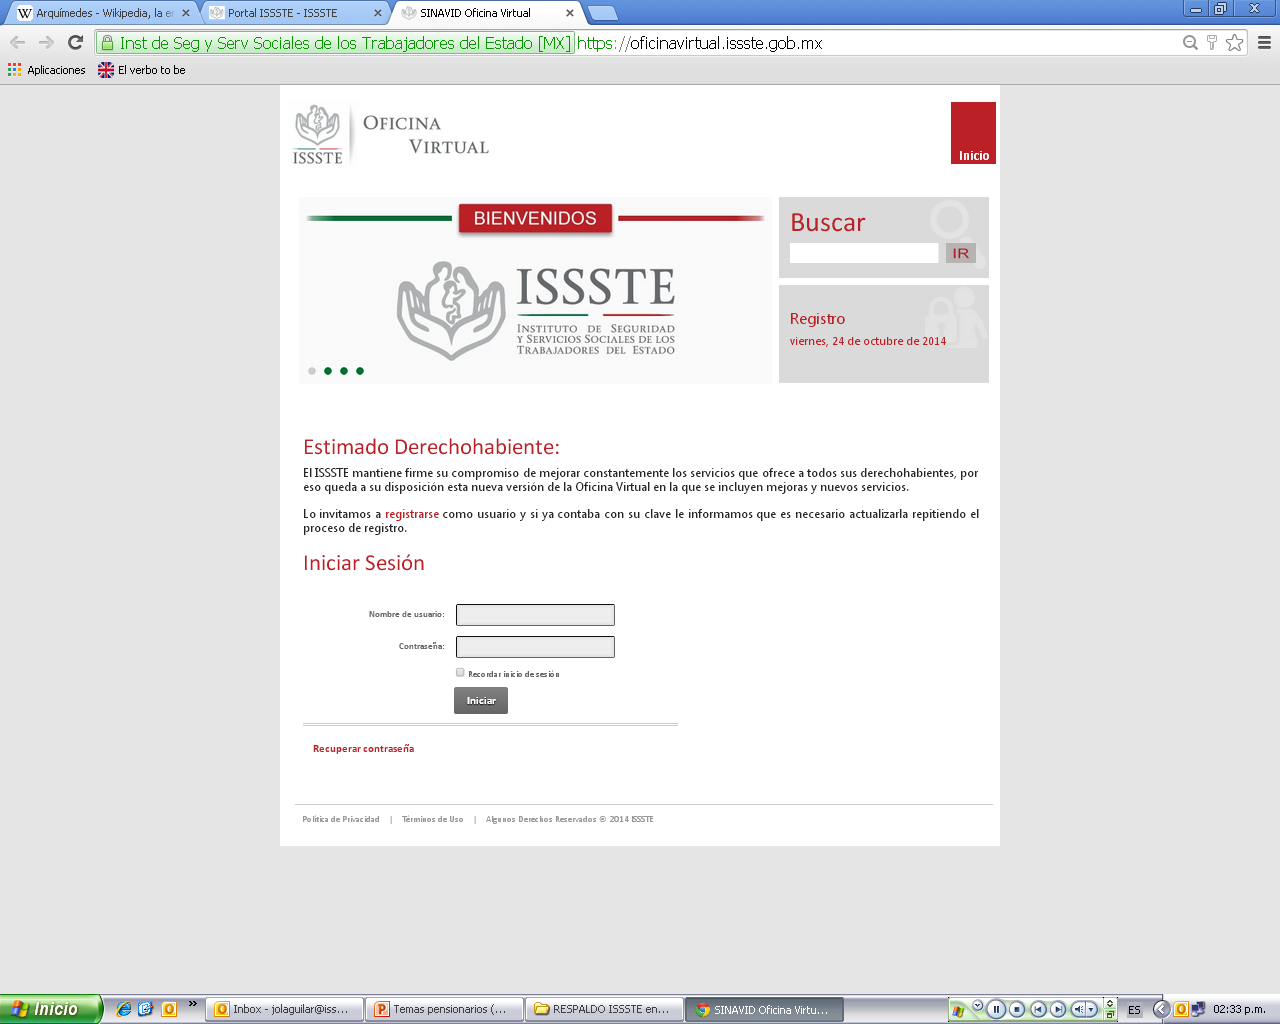 Arquímedes - Wikipedia, la en
Portal ISSSTE - ISSSTE
SINAVID Oficina Virtual
Inst de Seg y Serv Sociales de los Trabajadores del Estado [MX] https://oficinavirtual.issste.gob.mx
Aplicaciones
El verbo to be
ISSSTE
OFICINA
VIRTUAL
Inicio
BIENVENIDOS
ISSSTE
INSTITUTO DE SEGURIDAD
Y SERVICIOS SOCIALES DE LOS
TRABAJADORES DEL ESTADO
Buscar
IR
Registro
viernes, 24 de octubre de 2014
Estimado Derechohabiente:
El ISSSTE mantiene firme su compromiso de mejorar constantemente los servicios que ofrece a todos sus derechohabientes, por
eso queda a su disposición esta nueva versión de la Oficina Virtual en la que se incluyen mejoras y nuevos servicios.
Lo invitamos a registrarse como usuario y si ya contaba con su clave le informamos que es necesario actualizarla repitiendo el
proceso de registro.
Iniciar Sesión
Nombre de usuario:
Contraseña:
Recordar inicio de sesión
Iniciar
Recuperar contraseña
Política de Privacidad | Términos de Uso | Algunos Derechos Reservados © 2014 ISSSTE
Inicio
»
Inbox - jolaguilar@iss...
Temas pensionarios (...
RESPALDO ISSSTE en...
SINAVID Oficina Virtu...
ES
02:33 p.m.